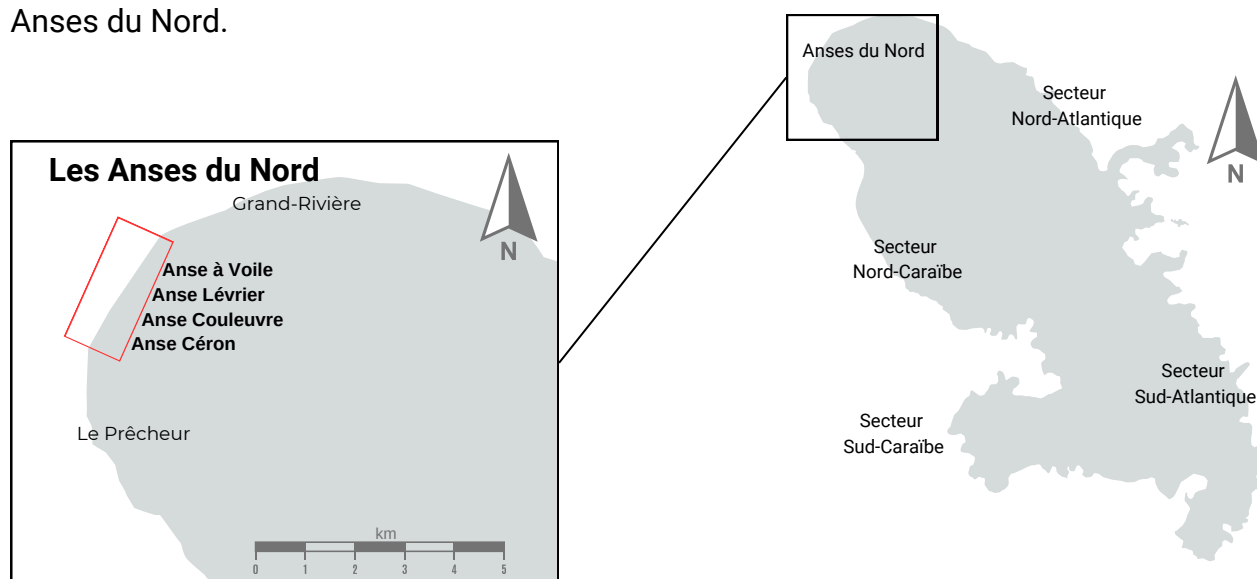 Anses du Nord.
Anses du Nord
Secteur
Nord-Atlantique
N
Secteur
Nord-Caraïbe
Secteur
Sud-Atlantique
Secteur
Sud-Caraïbe
Les Anses du Nord
Grand-Rivière
N
Anse à Voile
Anse Lévrier
Anse Couleuvre
Anse Céron
Le Prêcheur
km
0 1 2 3 4 5